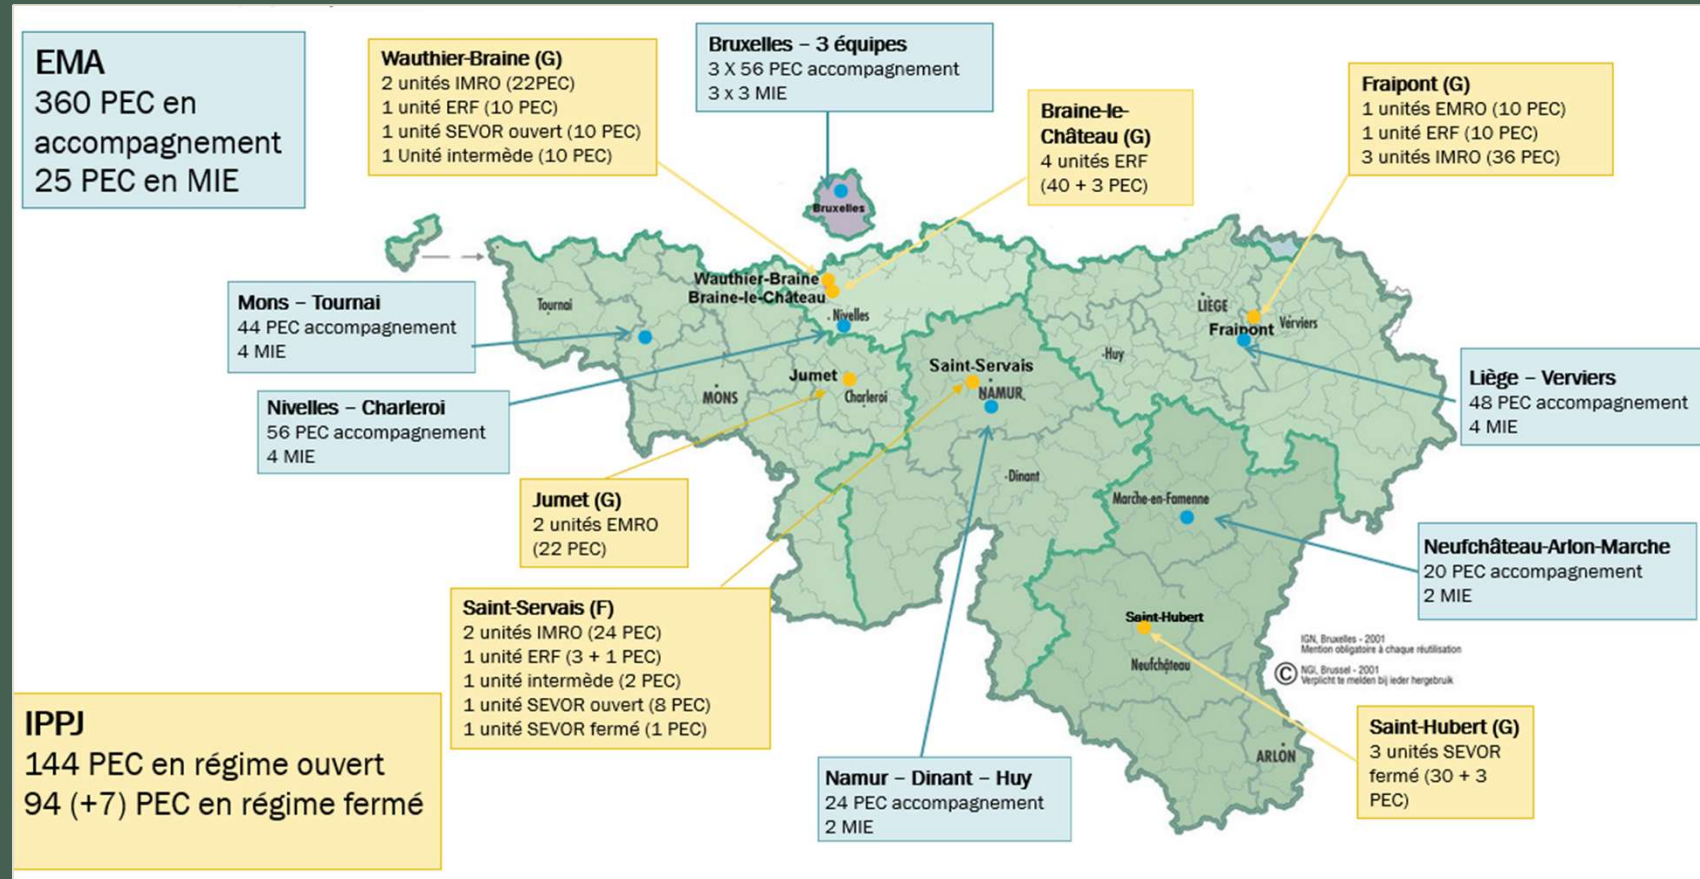 EMA
360 PEC en
accompagnement
25 PEC en MIE
Wauthier-Braine (G)
2 unités IMRO (22PEC)
1 unité ERF (10 PEC)
1 unité SEVOR ouvert (10 PEC)
1 Unité intermède (10 PEC)
Bruxelles – 3 équipes
3 X 56 PEC accompagnement
3 x 3 MIE
Braine-le-
Château (G)
4 unités ERF
(40 + 3 PEC)
Fraipont (G)
1 unités EMRO (10 PEC)
1 unité ERF (10 PEC)
3 unités IMRO (36 PEC)
Bruxelles
Wauthier-Braine
Braine-le-Château
Nivelles
Tournai
LIÈGE
Fraipont
Verviers
Huy
Mons – Tournai
44 PEC accompagnement
4 MIE
Nivelles – Charleroi
56 PEC accompagnement
4 MIE
Jumet
MONS
Charleroi
Saint-Servais
NAMUR
Liège – Verviers
48 PEC accompagnement
4 MIE
Dinant
Marche-en-Famenne
Jumet (G)
2 unités EMRO
(22 PEC)
Neufchâteau-Arlon-Marche
20 PEC accompagnement
2 MIE
Saint-Servais (F)
2 unités IMRO (24 PEC)
1 unité ERF (3 + 1 PEC)
1 unité intermède (2 PEC)
1 unité SEVOR ouvert (8 PEC)
1 unité SEVOR fermé (1 PEC)
Saint-Hubert
Neufchâteau
IGN, Bruxelles - 2001
Mention obligatoire à chaque réutilisation
© NGI, Brussel - 2001
Verplicht te melden bij ieder hergebruik
ARLON
IPPJ
144 PEC en régime ouvert
94 (+7) PEC en régime fermé
Namur – Dinant – Huy
24 PEC accompagnement
2 MIE
Saint-Hubert (G)
3 unités SEVOR
fermé (30 + 3
PEC)